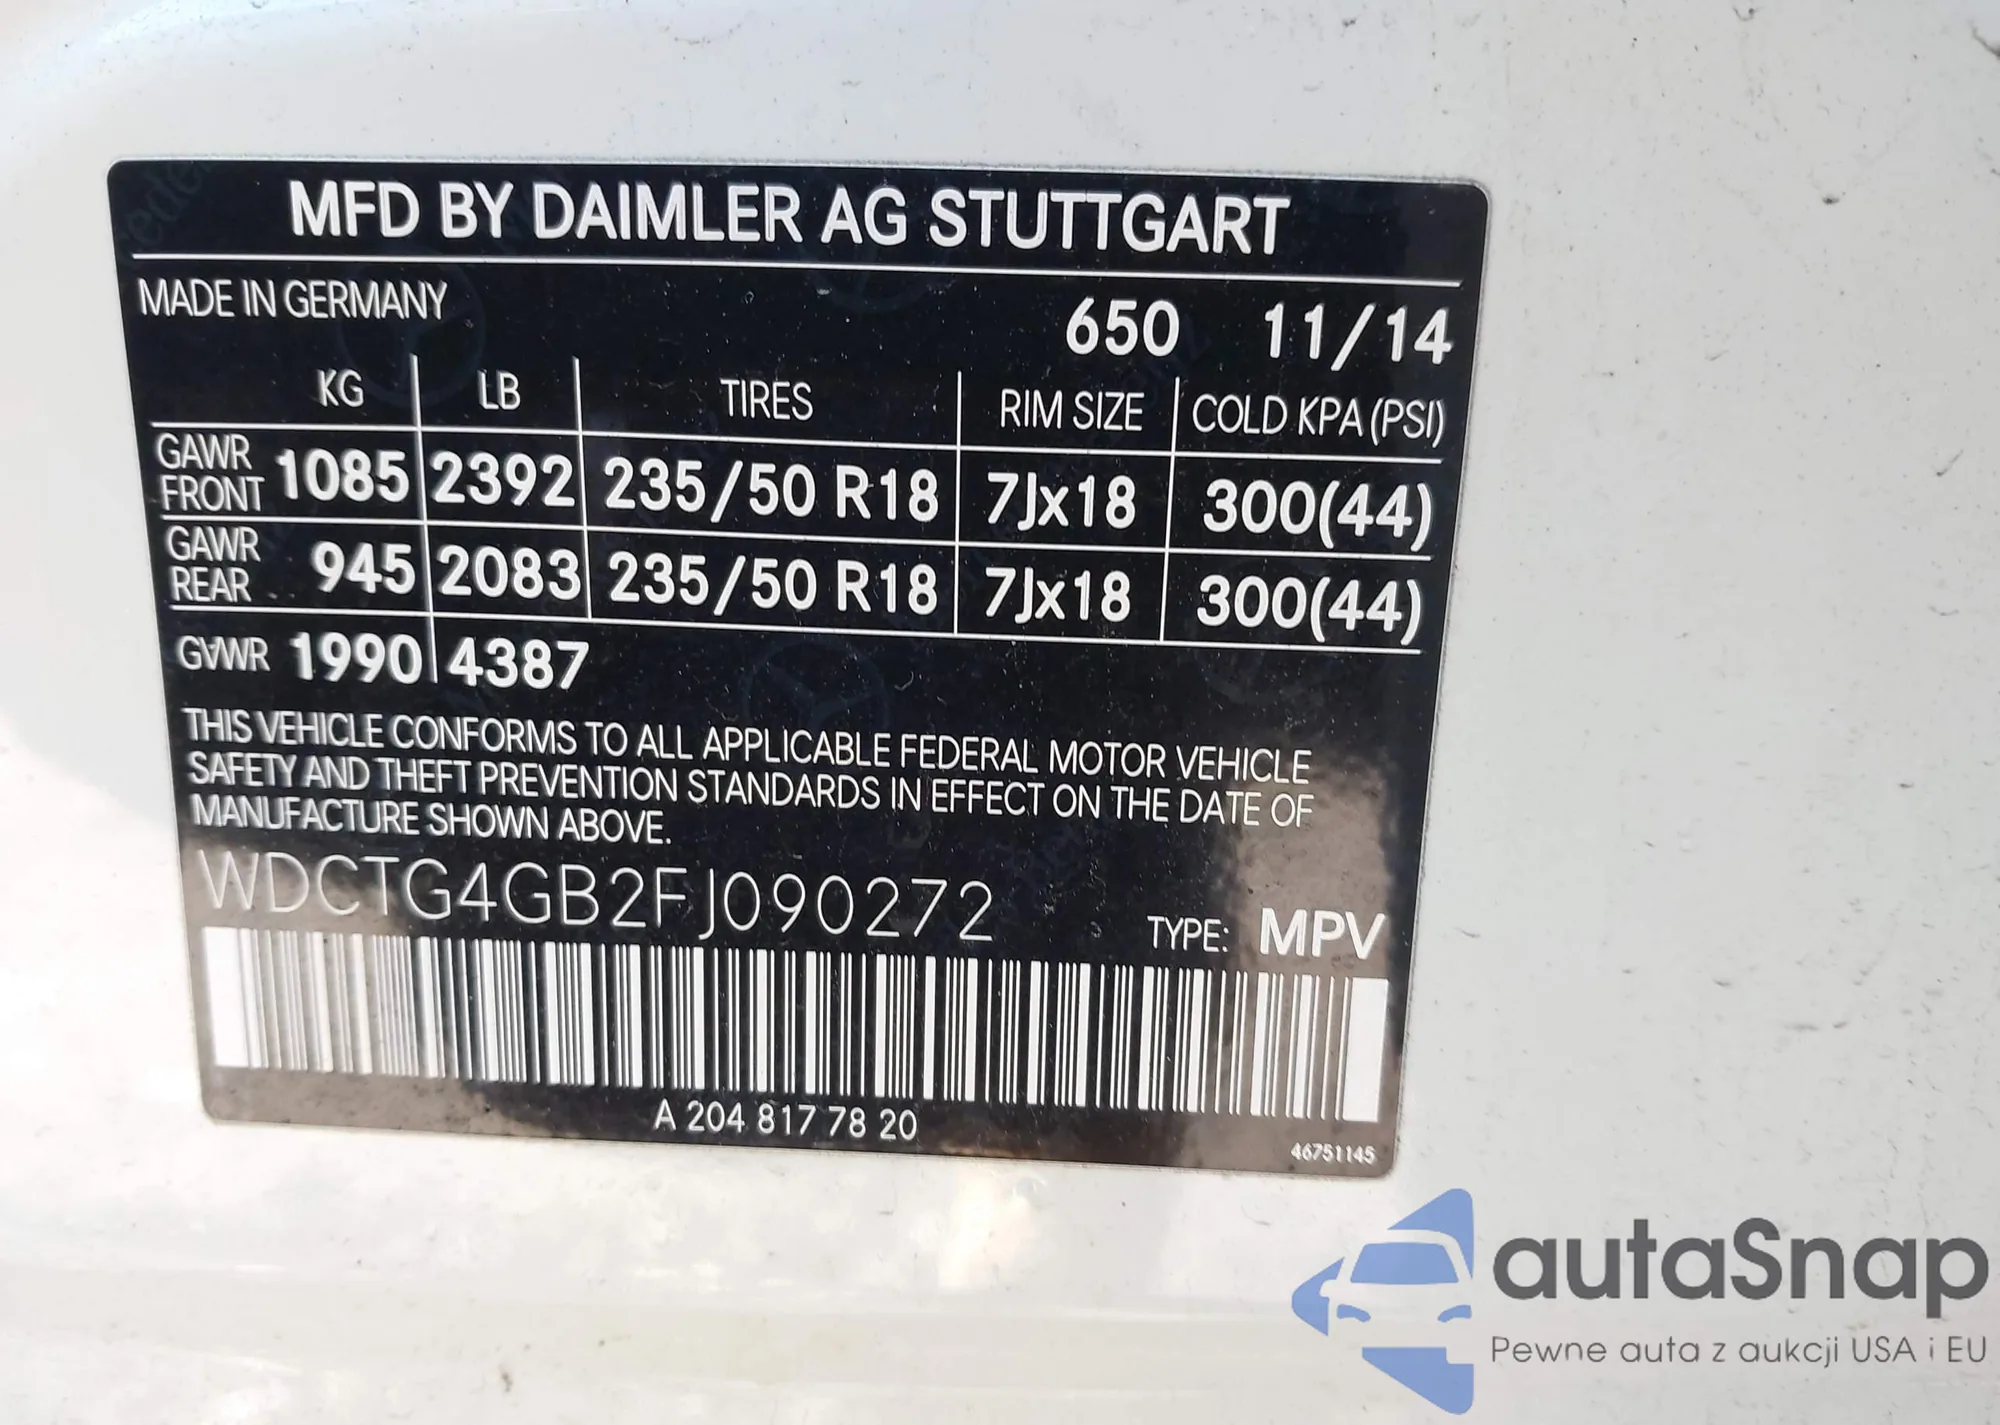 MFD BY DAIMLER AG STUTTGART
MADE IN GERMANY
650 11/14
KG LB TIRES RIM SIZE COLD KPA (PSI)
GAWR FRONT 1085 2392 235/50 R18 7Jx18 300(44)
GAWR REAR 945 2083 235/50 R18 7Jx18 300(44)
GVWR 1990 4387
THIS VEHICLE CONFORMS TO ALL APPLICABLE FEDERAL MOTOR VEHICLE
SAFETY AND THEFT PREVENTION STANDARDS IN EFFECT ON THE DATE OF
MANUFACTURE SHOWN ABOVE.
WDCTG4GB2FJ090272 TYPE: MPV
A 204 817 78 20
46751145
autaSnap
Pewne auta z aukcji USA i EU